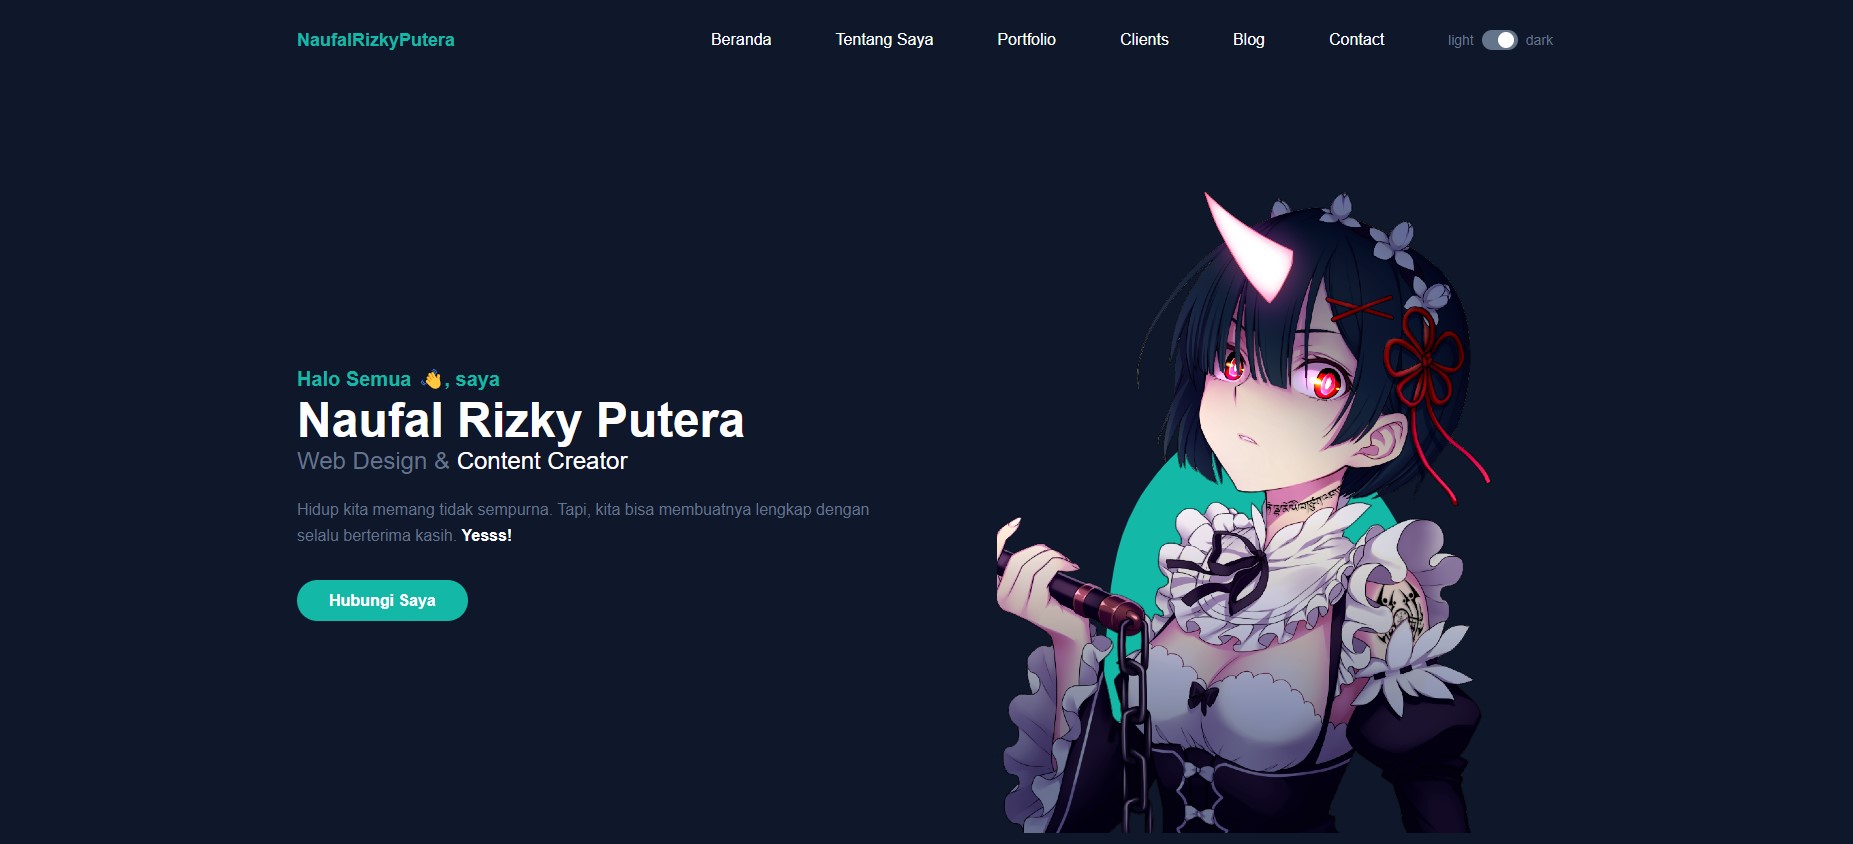 NaufalRizkyPutera
Beranda
Tentang Saya
Portfolio
Clients
Blog
Contact
light
dark
Halo Semua 👋, saya
Naufal Rizky Putera
Web Design & Content Creator
Hidup kita memang tidak sempurna. Tapi, kita bisa membuatnya lengkap dengan
selalu berterima kasih. Yesss!
Hubungi Saya